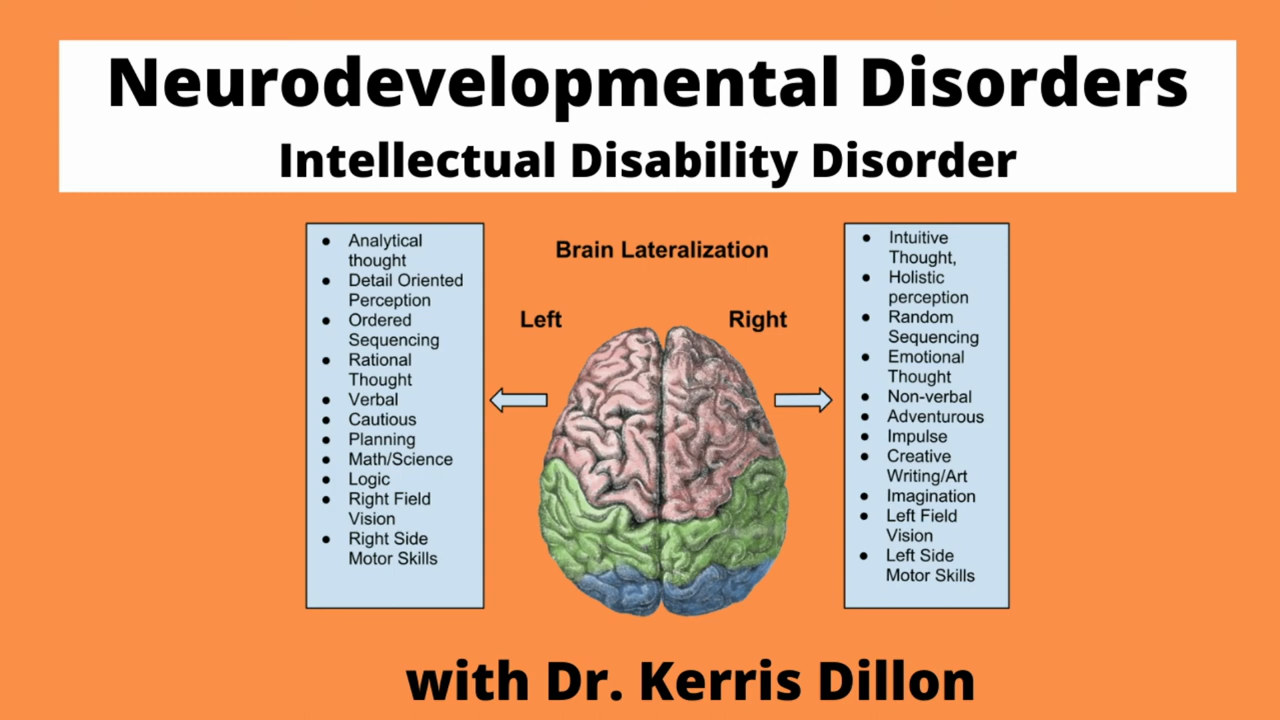 Neurodevelopmental Disorders
Intellectual Disability Disorder
Brain Lateralization
Left
Right
• Analytical
thought
• Detail Oriented
Perception
• Ordered
Sequencing
• Rational
Thought
• Verbal
• Cautious
• Planning
• Math/Science
• Logic
• Right Field
Vision
• Right Side
Motor Skills
• Intuitive
Thought,
• Holistic
perception
• Random
Sequencing
• Emotional
Thought
• Non-verbal
• Adventurous
• Impulse
• Creative
Writing/Art
• Imagination
• Left Field
Vision
• Left Side
Motor Skills
with Dr. Kerris Dillon